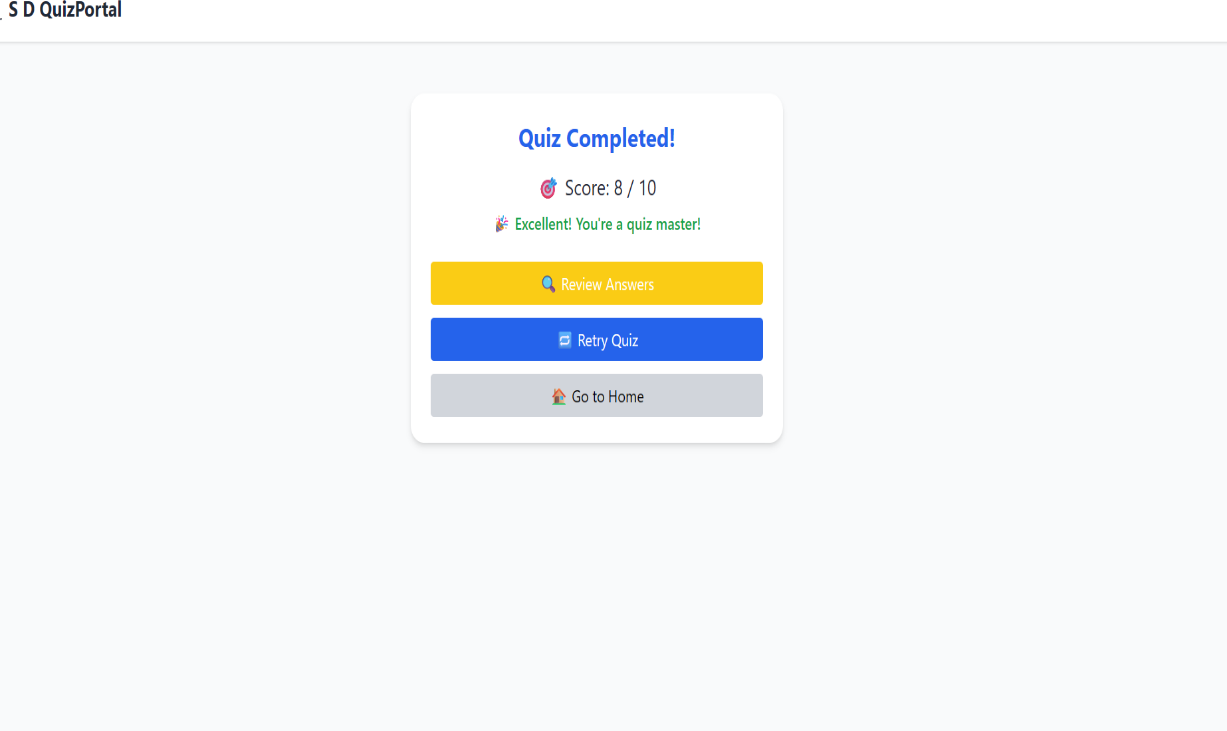 S D QuizPortal
Quiz Completed!
🎯 Score: 8 / 10
🎉 Excellent! You're a quiz master!
🔍 Review Answers
🔁 Retry Quiz
🏠 Go to Home